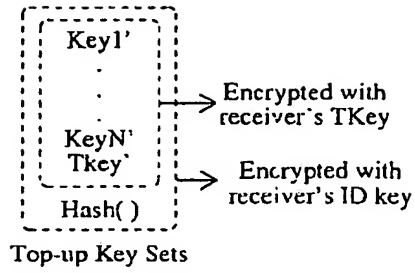 Key1'
.
.
.
KeyN'
Tkey'
Hash( )
Encrypted with
receiver's TKey
Encrypted with
receiver's ID key
Top-up Key Sets